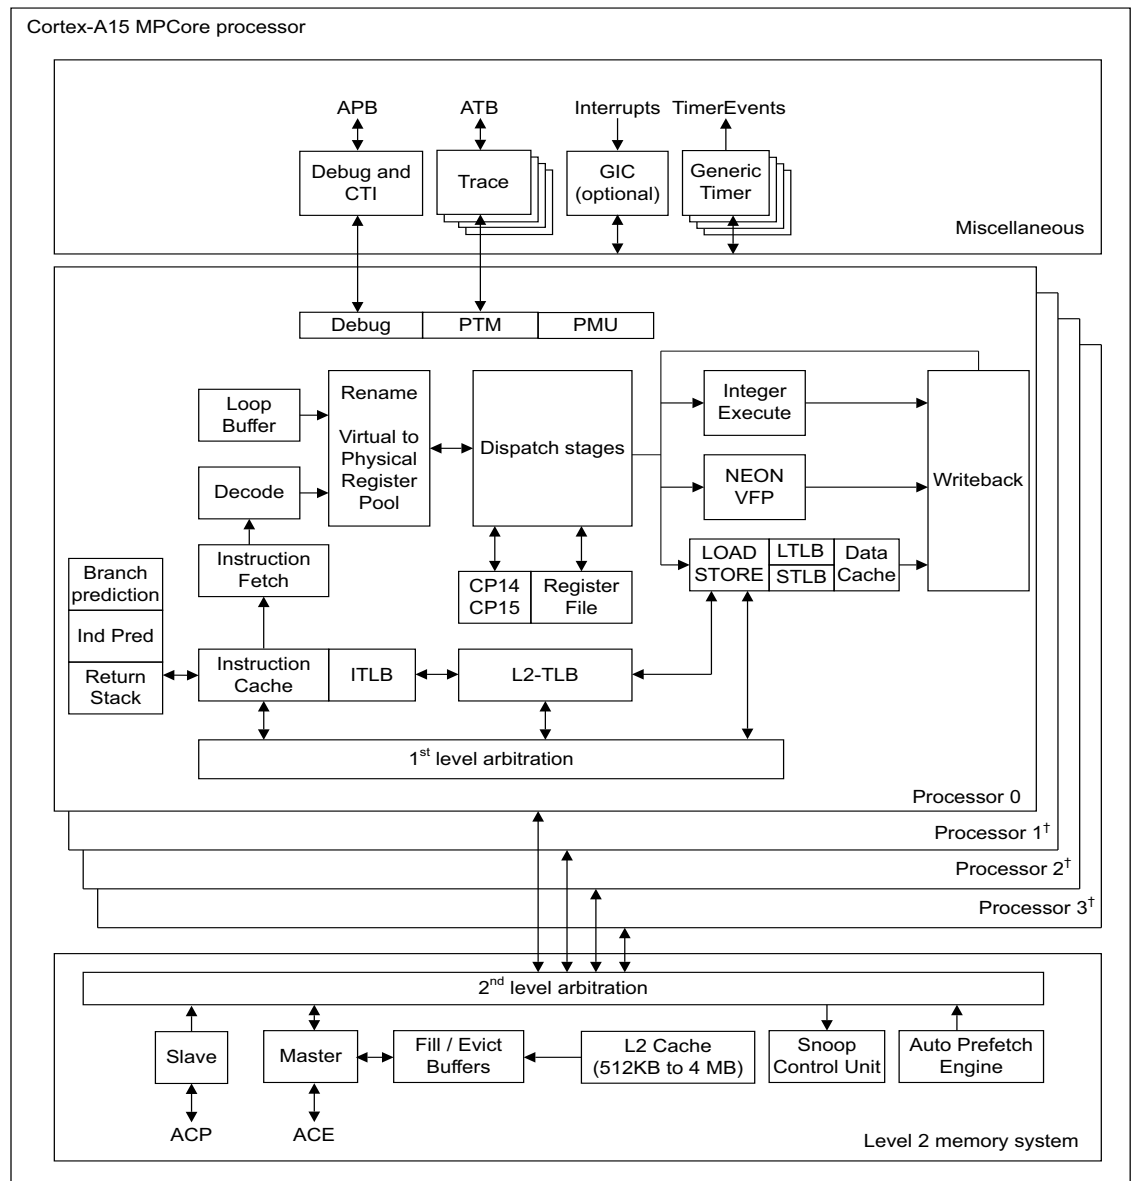 Cortex-A15 MPCore processor
APB
ATB
Interrupts
TimerEvents
Debug and
CTI
Trace
GIC
(optional)
Generic
Timer
Miscellaneous
Debug
PTM
PMU
Loop
Buffer
Rename
Virtual to
Physical
Register
Pool
Decode
Instruction
Fetch
Dispatch stages
Integer
Execute
NEON
VFP
Writeback
LOAD
STORE
LTLB
STLB
Data
Cache
CP14
CP15
Register
File
Branch
prediction
Ind Pred
Return
Stack
Instruction
Cache
ITLB
L2-TLB
1st level arbitration
Processor 0
Processor 1†
Processor 2†
Processor 3†
2nd level arbitration
Slave
Master
Fill / Evict
Buffers
L2 Cache
(512KB to 4 MB)
Snoop
Control Unit
Auto Prefetch
Engine
ACP
ACE
Level 2 memory system